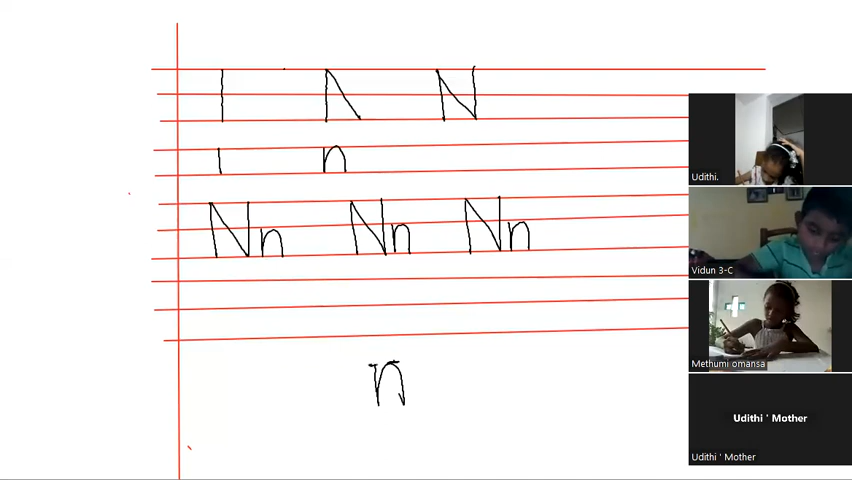 l \ N
ı n
Nn Nn Nn
n
Udithi.
Vidun 3-C
Methumi omansa
Udithi ' Mother
Udithi ' Mother